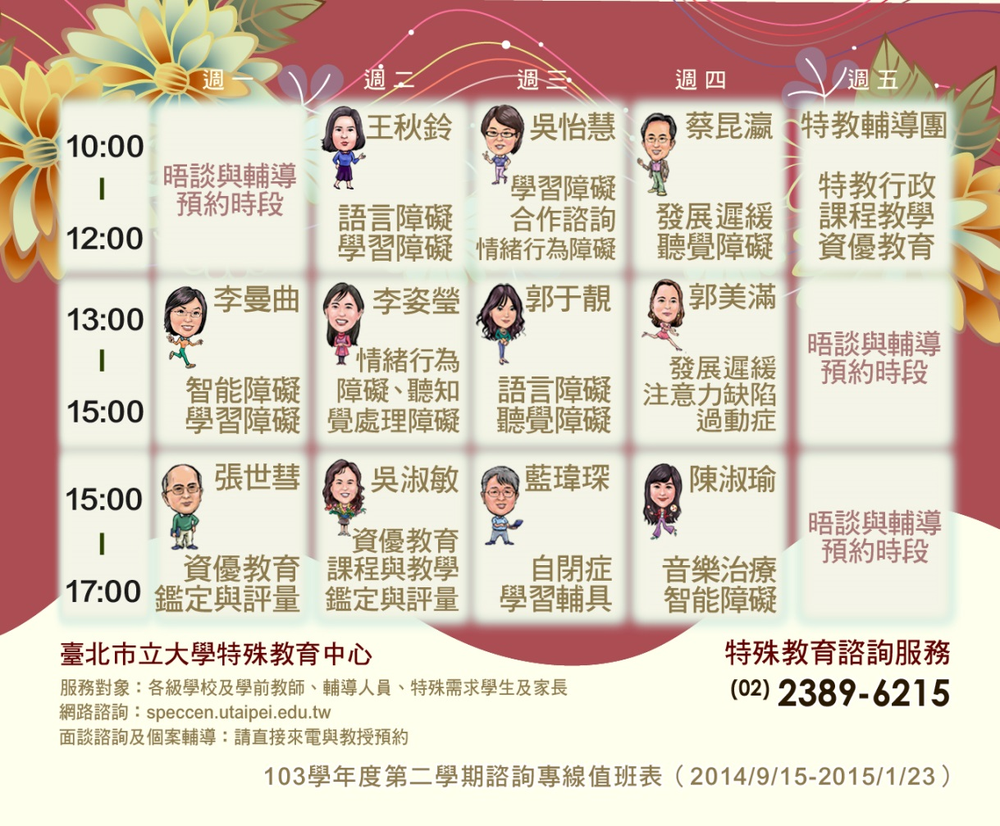 週一
週二
週三
週四
週五
10:00
|
12:00
晤談與輔導
預約時段
王秋鈴
語言障礙
學習障礙
吳怡慧
學習障礙
合作諮詢
情緒行為障礙
蔡昆瀛
發展遲緩
聽覺障礙
特教輔導團
特教行政
課程教學
資優教育
13:00
|
15:00
李曼曲
智能障礙
學習障礙
李姿瑩
情緒行為
障礙、聽知
覺處理障礙
郭于靚
語言障礙
聽覺障礙
郭美滿
發展遲緩
注意力缺陷
過動症
晤談與輔導
預約時段
15:00
|
17:00
張世彗
資優教育
鑑定與評量
吳淑敏
資優教育
課程與教學
鑑定與評量
藍瑋琛
自閉症
學習輔具
陳淑瑜
音樂治療
智能障礙
晤談與輔導
預約時段
臺北市立大學特殊教育中心
服務對象：各級學校及學前教師、輔導人員、特殊需求學生及家長
網路諮詢：speccen.utaipei.edu.tw
面談諮詢及個案輔導：請直接來電與教授預約
特殊教育諮詢服務
(02) 2389-6215
103學年度第二學期諮詢專線值班表（2014/9/15-2015/1/23）